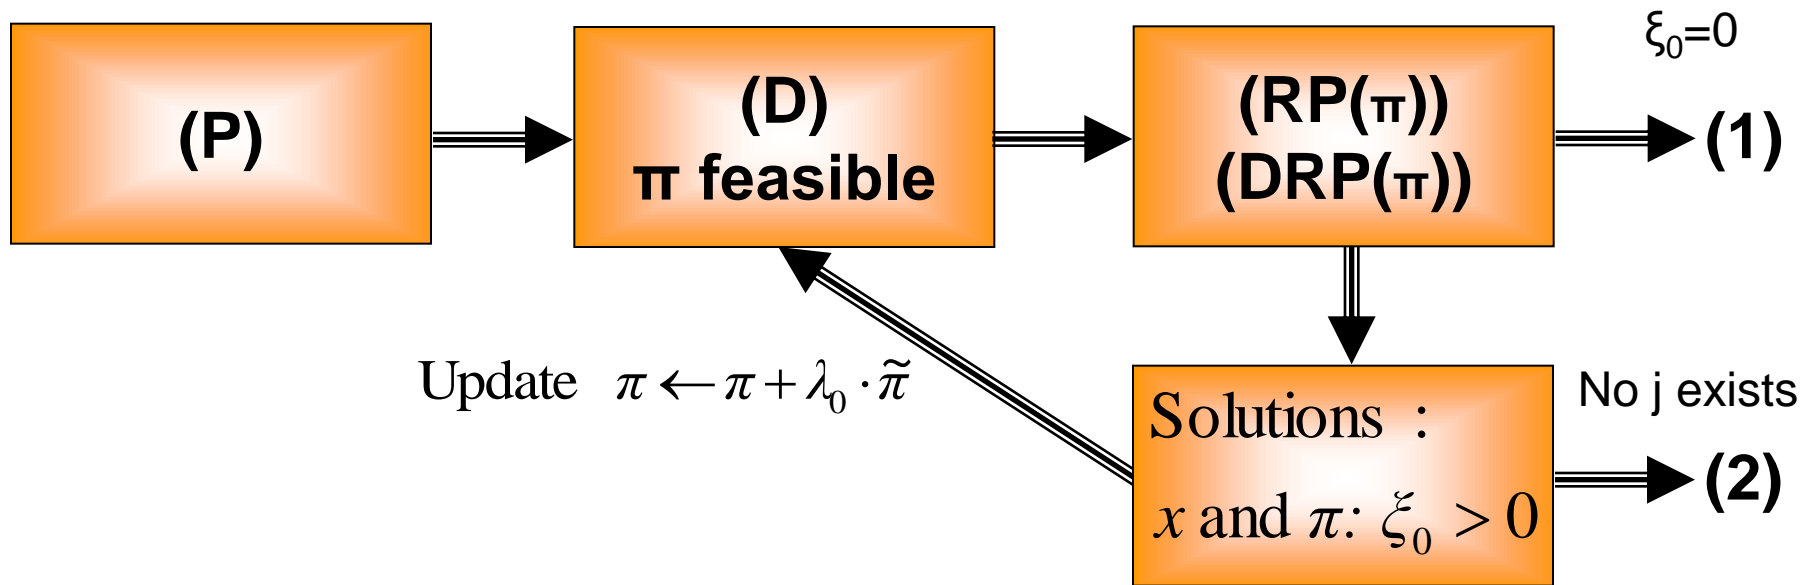 (P)
(D)
π feasible
(RP(π))
(DRP(π))
ξ₀=0
(1)
Update π ← π + λ₀ · π̃
Solutions :
x and π: ξ₀ > 0
No j exists
(2)